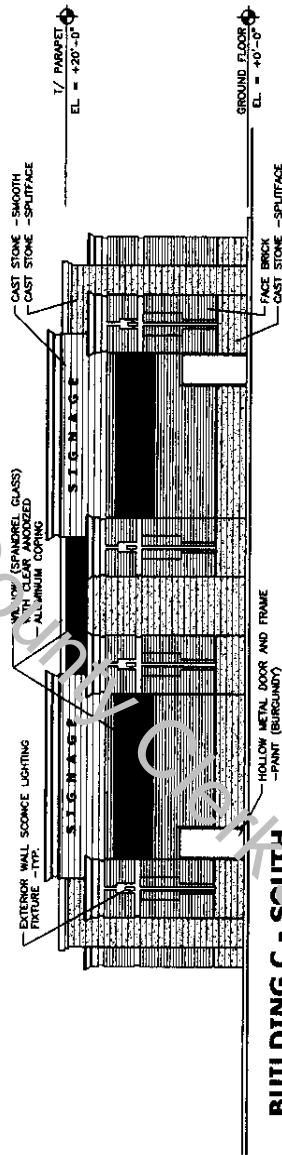 T/ PARAPET
EL. = +20'-0"
CAST STONE -SMOOTH
CAST STONE -SPLITFACE
(SPANDREL GLASS)
WITH CLEAR ANODIZED
ALUMINUM COPING
EXTERIOR WALL SCONCE LIGHTING
FIXTURE -TYP.
SIGNAGE
SIGNAGE
GROUND FLOOR
EL. = +0'-0"
FACE BRICK
CAST STONE -SPLITFACE
HOLLOW METAL DOOR AND FRAME
-PAINT (BURGUNDY)
BUILDING C - SOUTH
County Clerk